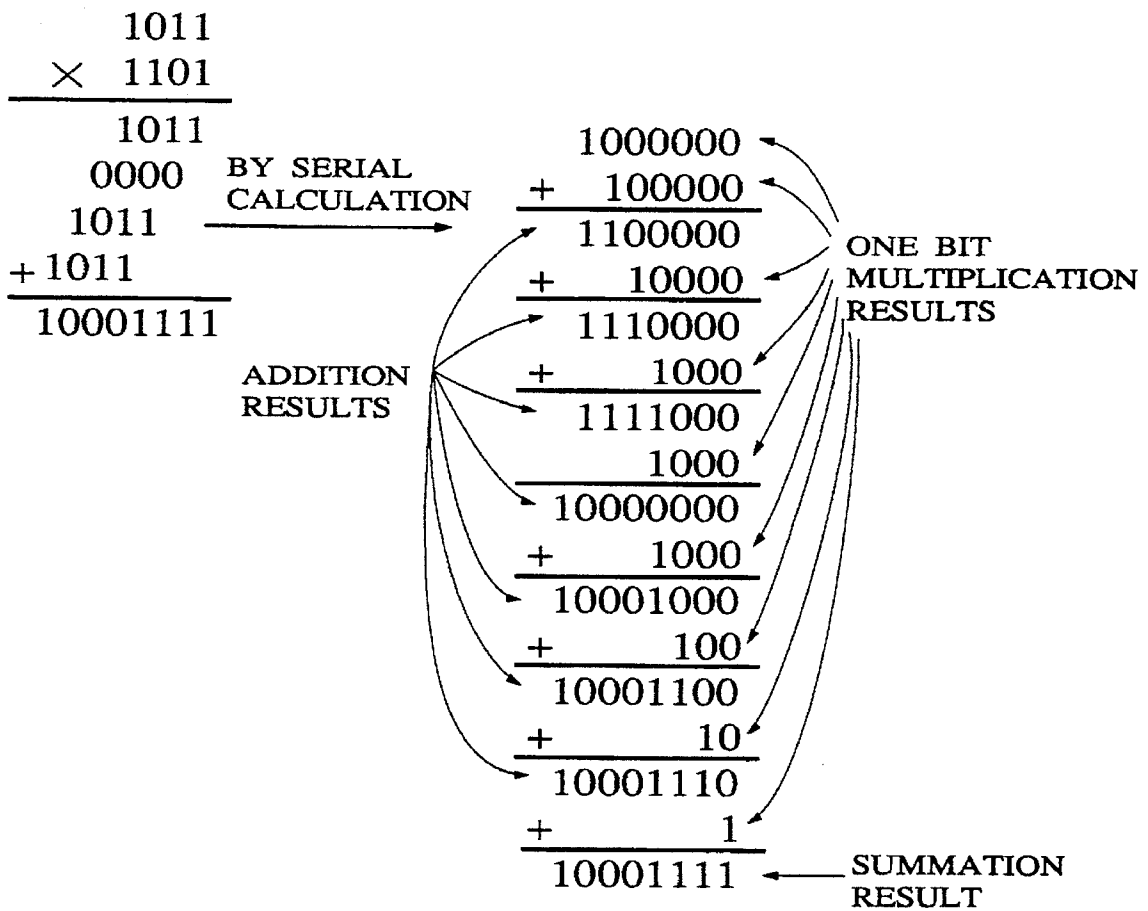 1011
× 1101
1011
0000
1011
+ 1011
10001111
BY SERIAL
CALCULATION
1000000
+ 100000
1100000
+ 10000
1110000
+ 1000
1111000
1000
10000000
+ 1000
10001000
+ 100
10001100
+ 10
10001110
+ 1
10001111
ADDITION
RESULTS
ONE BIT
MULTIPLICATION
RESULTS
SUMMATION
RESULT